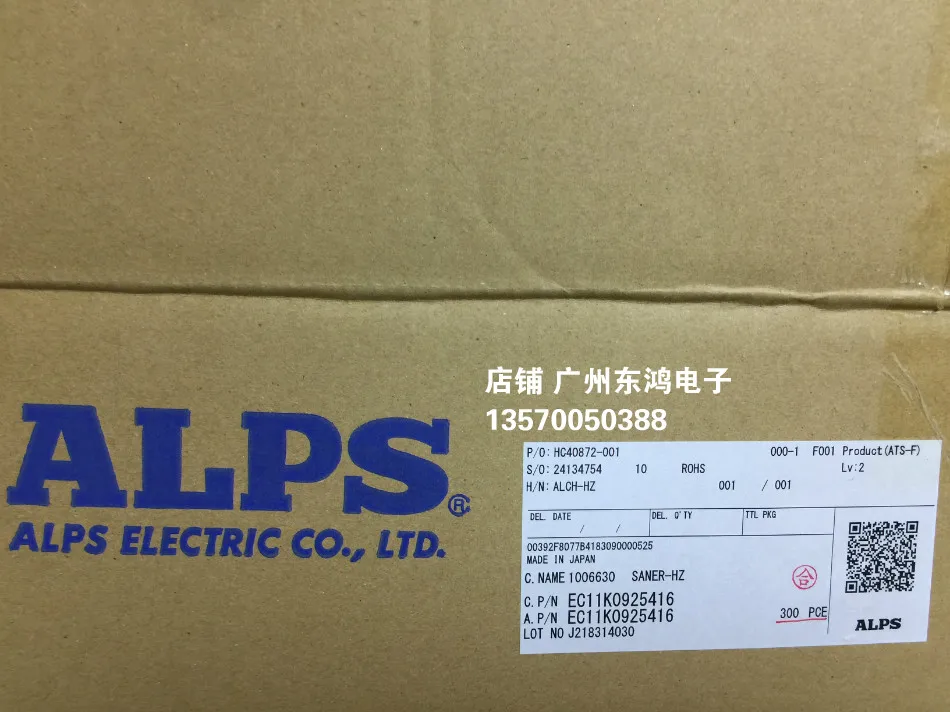 店铺 广州东鸿电子
13570050388
ALPS®
ALPS ELECTRIC CO., LTD.
P/O: HC40872-001 000-1 F001 Product(ATS-F)
S/O: 24134754 10 ROHS Lv:2
H/N: ALCH-HZ 001 / 001
DEL. DATE DEL. Q'TY TTL PKG
/ /
00392F8077B4183090000525
MADE IN JAPAN
C. NAME 1006630 SANER-HZ 合
C. P/N EC11K0925416
A. P/N EC11K0925416 300 PCE
LOT NO J218314030 ALPS